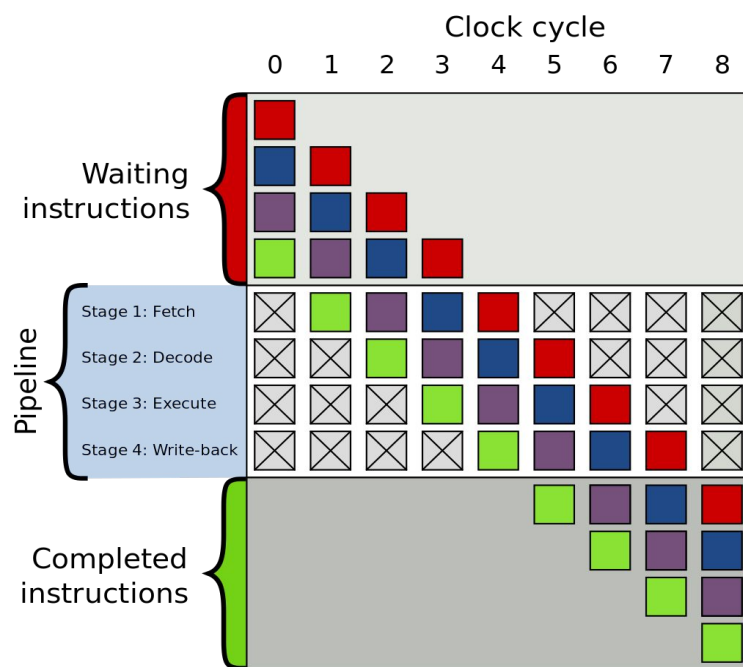 Clock cycle
0 1 2 3 4 5 6 7 8
Waiting
instructions
Pipeline
Stage 1: Fetch
Stage 2: Decode
Stage 3: Execute
Stage 4: Write-back
Completed
instructions